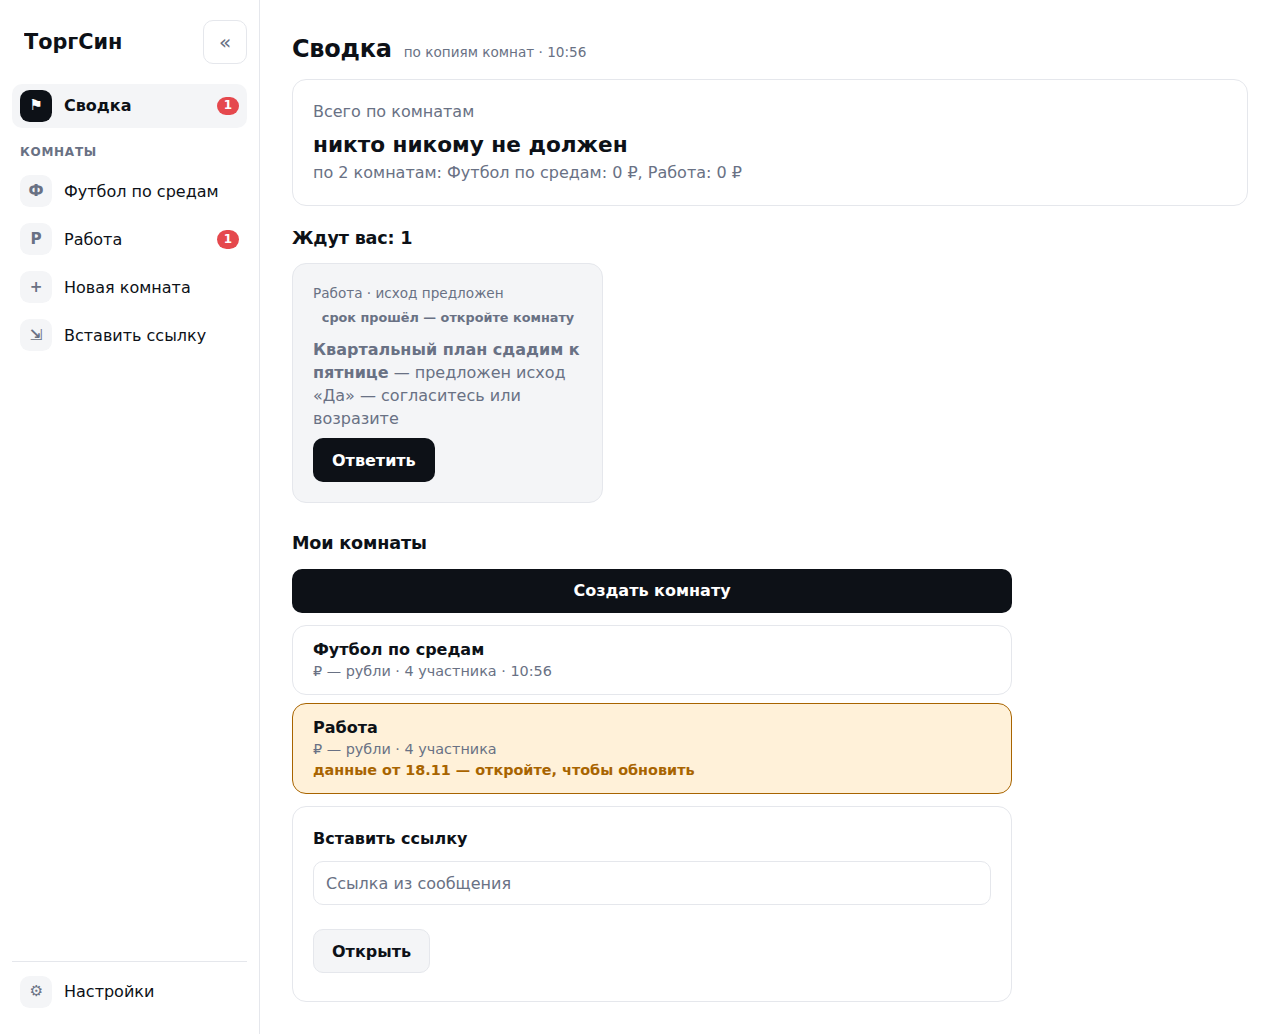 ТоргСин
«
Сводка
1
КОМНАТЫ
Ф
Футбол по средам
Р
Работа
1
+
Новая комната
Вставить ссылку
Настройки
Сводка
по копиям комнат · 10:56
Всего по комнатам
никто никому не должен
по 2 комнатам: Футбол по средам: 0 ₽, Работа: 0 ₽
Ждут вас: 1
Работа · исход предложен
срок прошёл — откройте комнату
Квартальный план сдадим к
пятнице — предложен исход
«Да» — согласитесь или
возразите
Ответить
Мои комнаты
Создать комнату
Футбол по средам
₽ — рубли · 4 участника · 10:56
Работа
₽ — рубли · 4 участника
данные от 18.11 — откройте, чтобы обновить
Вставить ссылку
Ссылка из сообщения
Открыть